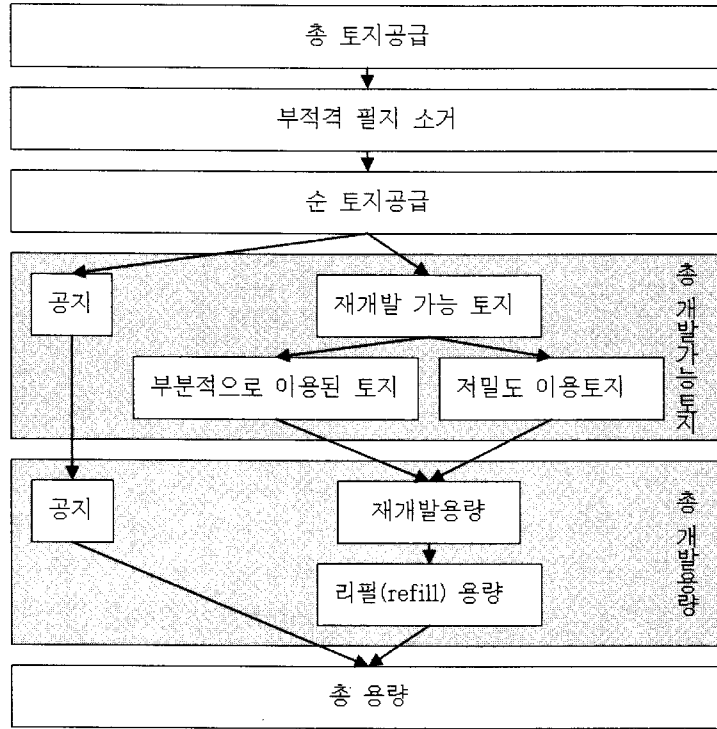 총 토지공급
부적격 필지 소거
순 토지공급
공지
재개발 가능 토지
부분적으로 이용된 토지
저밀도 이용토지
총 개발가능토지
공지
재개발용량
리필(refill) 용량
총 개발용량
총 용량